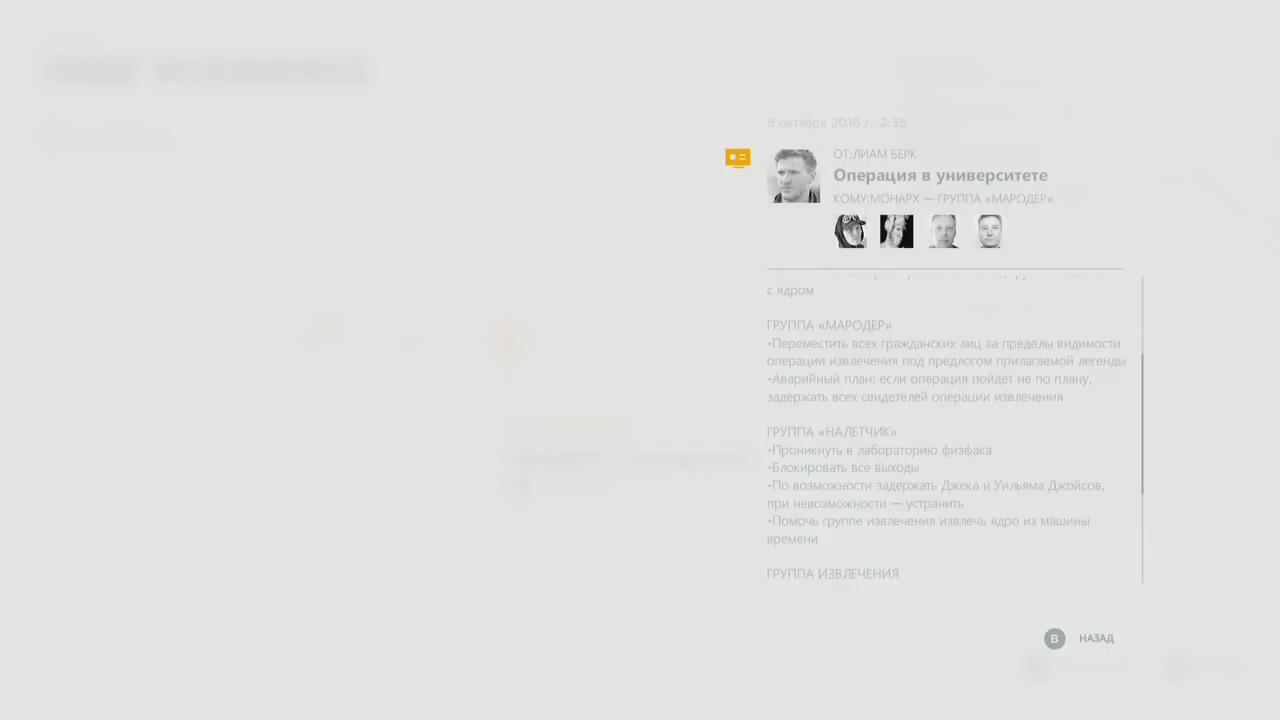 8 октября 2016 г., 2:35
ОТ:ЛИАМ БЕРК
Операция в университете
КОМУ:МОНАРХ — ГРУППА «МАРОДЕР»
с ядром
ГРУППА «МАРОДЕР»
-Переместить всех гражданских лиц за пределы видимости
операции извлечения под предлогом прилагаемой легенды
-Аварийный план: если операция пойдет не по плану,
задержать всех свидетелей операции извлечения
ГРУППА «НАЛЕТЧИК»
-Проникнуть в лабораторию физфака
-Блокировать все выходы
-По возможности задержать Джека и Уильяма Джойсов,
при невозможности — устранить
-Помочь группе извлечения извлечь ядро из машины
времени
ГРУППА ИЗВЛЕЧЕНИЯ
B НАЗАД